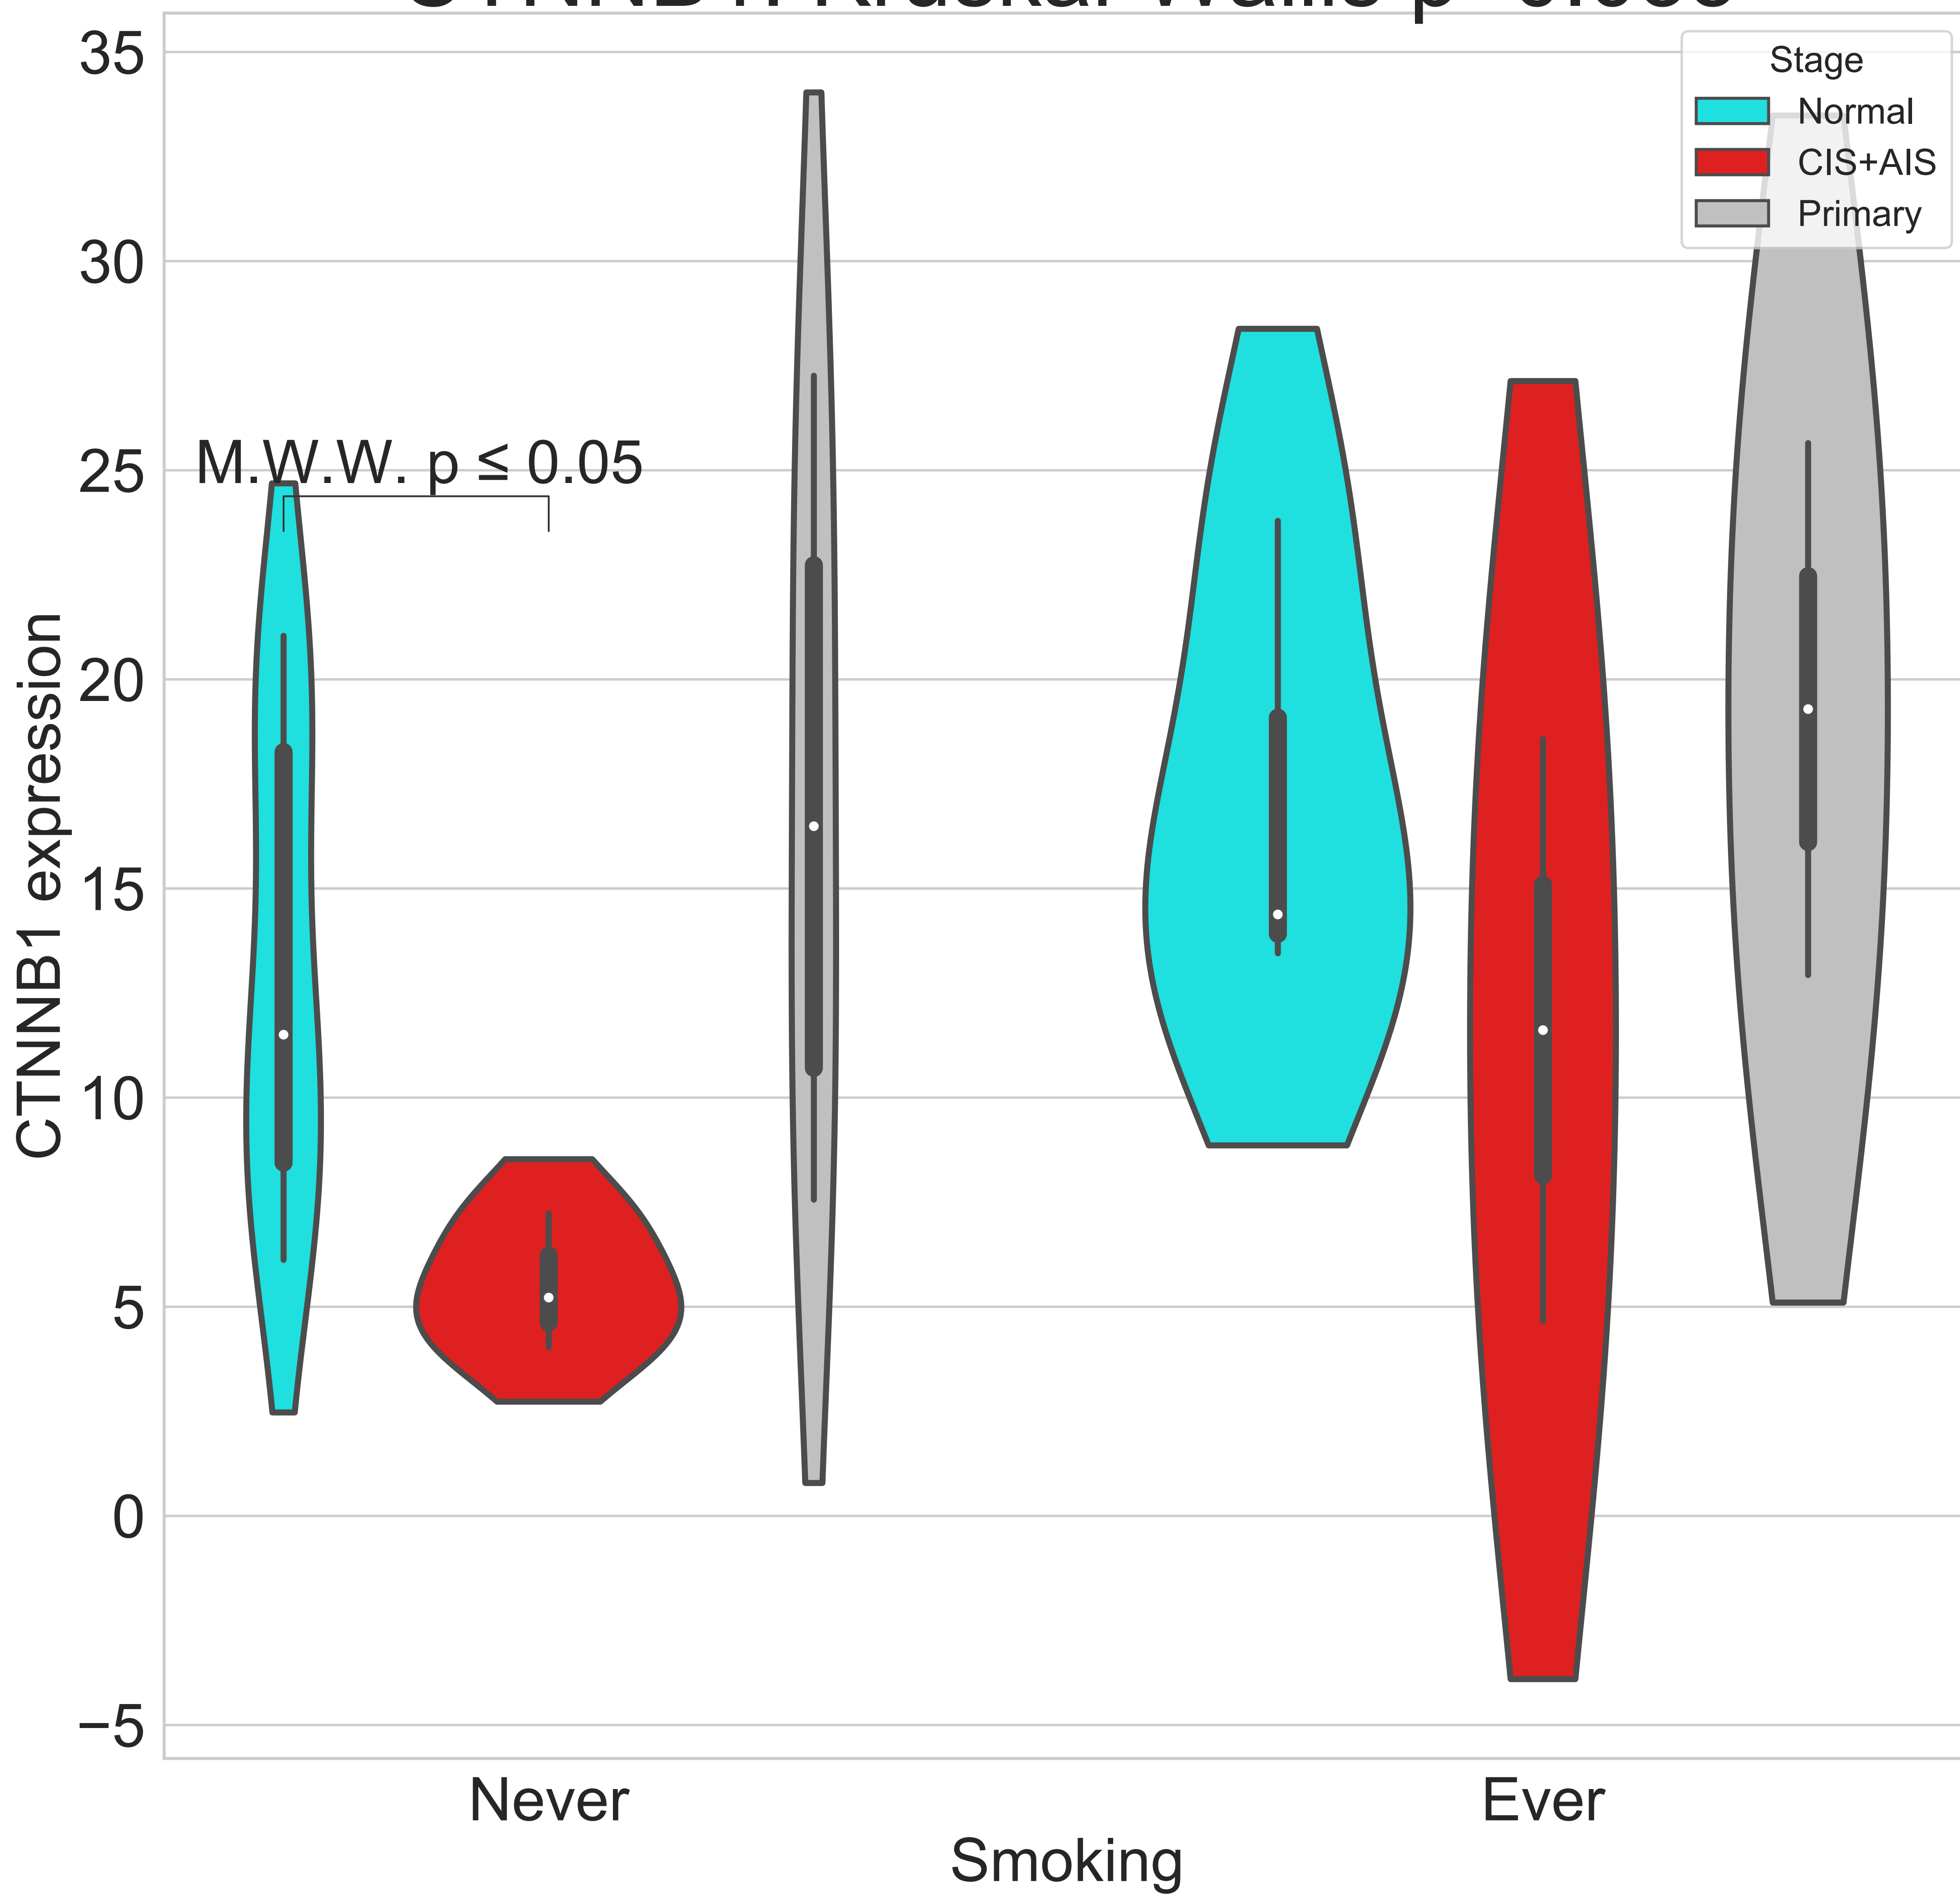 35
Stage
Normal
CIS+AIS
Primary
30
M.W.W. p ≤ 0.05
25
20
CTNNB1 expression
15
10
5
0
−5
Never
Ever
Smoking